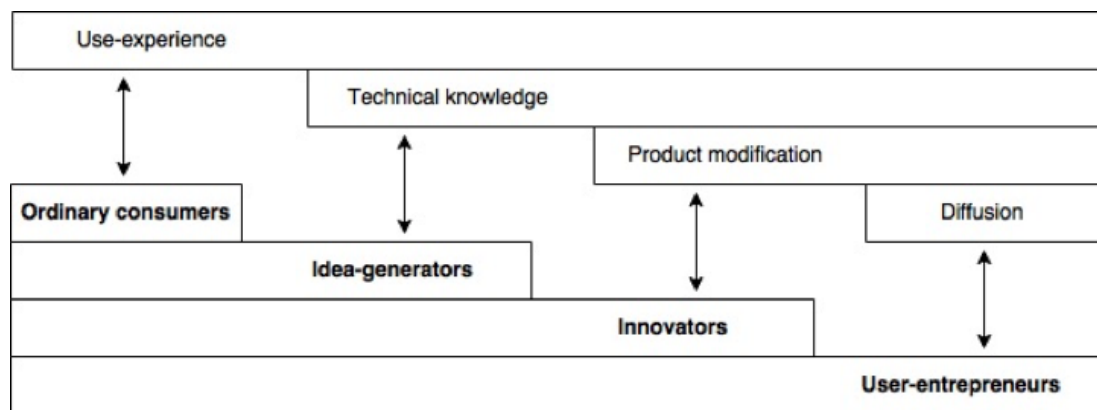 Use-experience
Technical knowledge
Product modification
Ordinary consumers
Diffusion
Idea-generators
Innovators
User-entrepreneurs